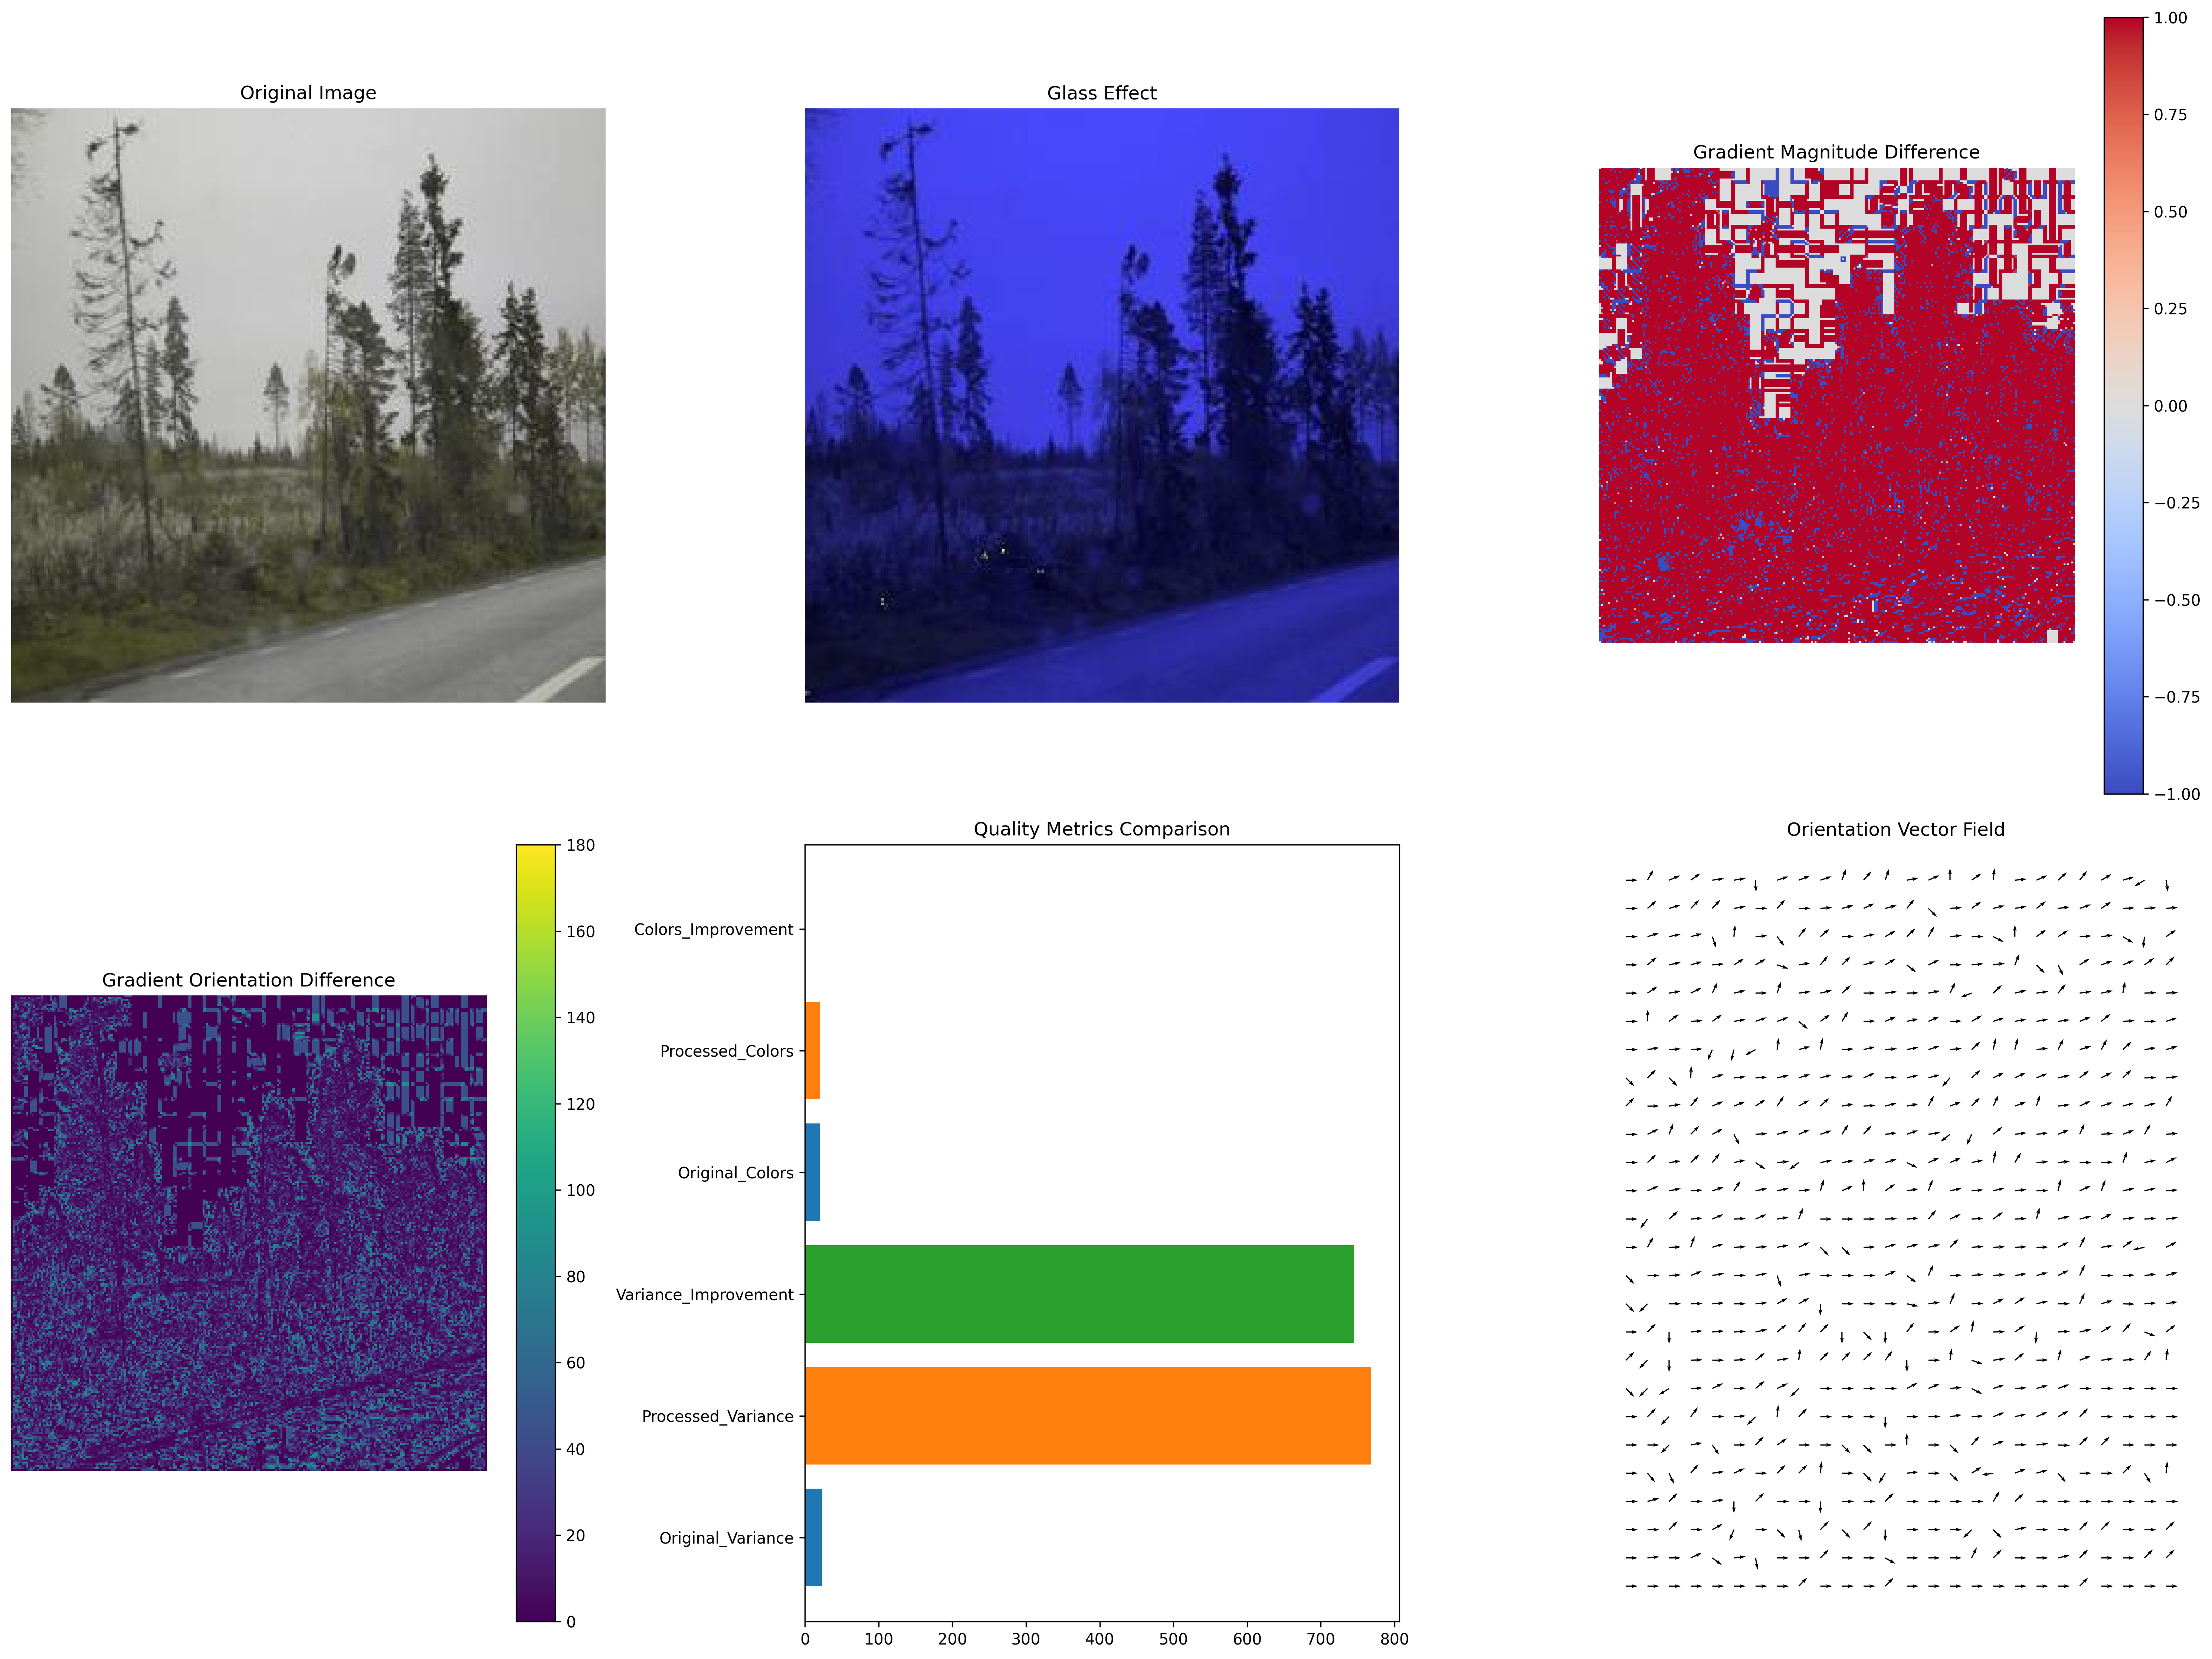 Original Image
Glass Effect
Gradient Magnitude Difference
1.00
0.75
0.50
0.25
0.00
−0.25
−0.50
−0.75
−1.00
Gradient Orientation Difference
180
160
140
120
100
80
60
40
20
0
Quality Metrics Comparison
Colors_Improvement
Processed_Colors
Original_Colors
Variance_Improvement
Processed_Variance
Original_Variance
0 100 200 300 400 500 600 700 800
Orientation Vector Field